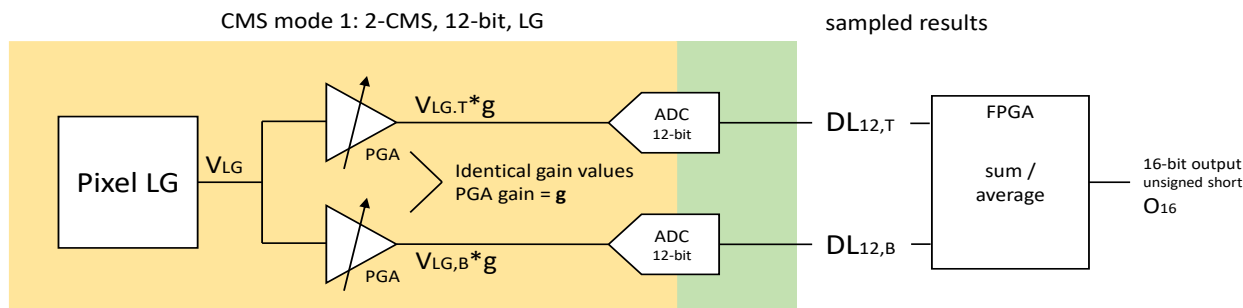 CMS mode 1: 2-CMS, 12-bit, LG
sampled results
Pixel LG
VLG
PGA
VLG.T*g
ADC
12-bit
DL12,T
Identical gain values
PGA gain = g
PGA
VLG,B*g
ADC
12-bit
DL12,B
FPGA
sum /
average
16-bit output
unsigned short
O16